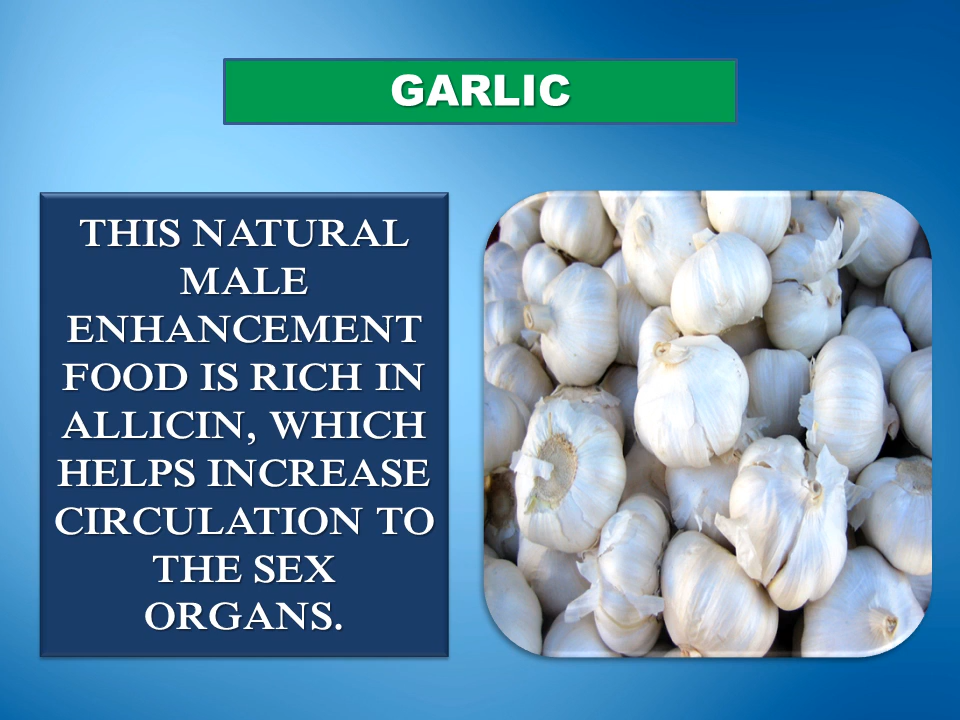 GARLIC
THIS NATURAL
MALE
ENHANCEMENT
FOOD IS RICH IN
ALLICIN, WHICH
HELPS INCREASE
CIRCULATION TO
THE SEX
ORGANS.